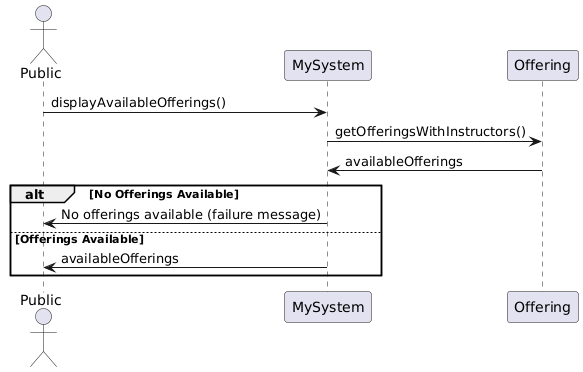 Public
MySystem
Offering
displayAvailableOfferings()
getOfferingsWithInstructors()
availableOfferings
alt [No Offerings Available]
No offerings available (failure message)
[Offerings Available]
availableOfferings
Public
MySystem
Offering